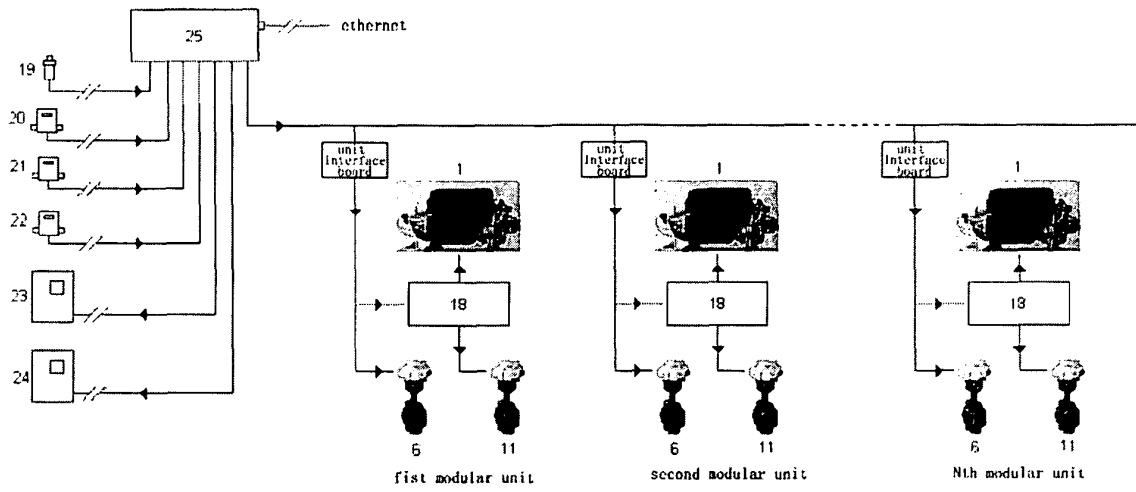 25
ethernet
19
20
21
22
23
24
unit
Interface
board
1
18
6
11
fist modular unit
unit
Interface
board
1
18
6
11
second modular unit
unit
Interface
board
1
18
6
11
Nth modular unit